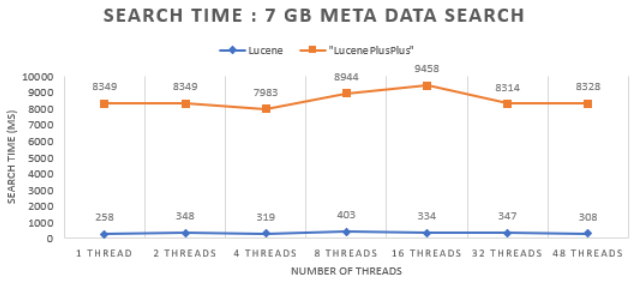 SEARCH TIME : 7 GB META DATA SEARCH
Lucene "LucenePlusPlus"
SEARCH TIME (MS)
10000
9000
8000
7000
6000
5000
4000
3000
2000
1000
0
8349 8349 7983 8944 9458 8314 8328
258 348 319 403 334 347 308
1 THREAD 2 THREADS 4 THREADS 8 THREADS 16 THREADS 32 THREADS 48 THREADS
NUMBER OF THREADS